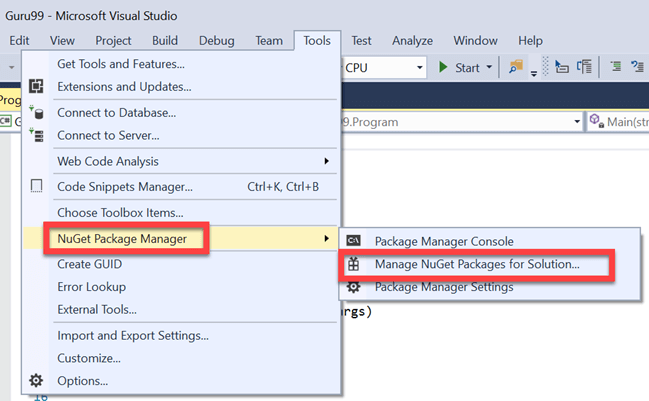 Guru99 - Microsoft Visual Studio
Edit View Project Build Debug Team Tools Test Analyze Window Help
Get Tools and Features...
CPU Start
Extensions and Updates...
Prog
Connect to Database...
C# G 99.Program Main(str
Connect to Server...
Web Code Analysis
Code Snippets Manager... Ctrl+K, Ctrl+B
Choose Toolbox Items...
NuGet Package Manager
Package Manager Console
Create GUID
Manage NuGet Packages for Solution...
Error Lookup
Package Manager Settings
External Tools...
args)
Import and Export Settings...
Customize...
Options...
16